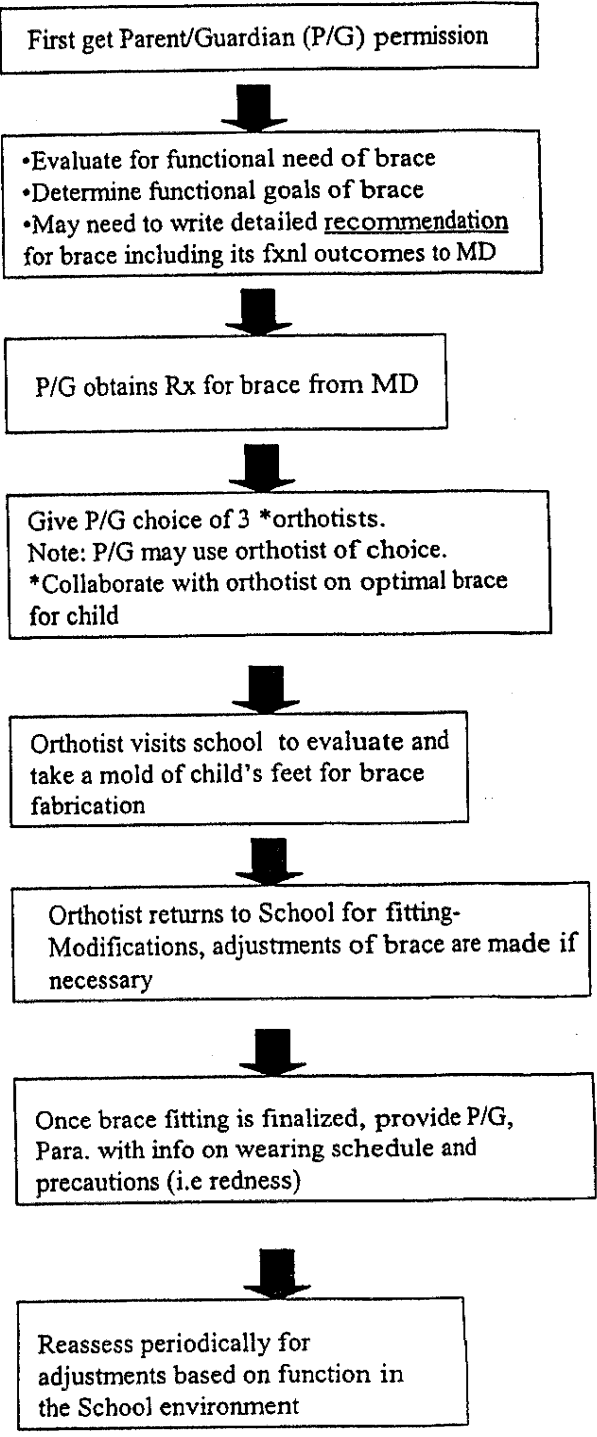 First get Parent/Guardian (P/G) permission
•Evaluate for functional need of brace
•Determine functional goals of brace
•May need to write detailed recommendation
for brace including its fxnl outcomes to MD
P/G obtains Rx for brace from MD
Give P/G choice of 3 *orthotists.
Note: P/G may use orthotist of choice.
*Collaborate with orthotist on optimal brace
for child
Orthotist visits school to evaluate and
take a mold of child's feet for brace
fabrication
Orthotist returns to School for fitting-
Modifications, adjustments of brace are made if
necessary
Once brace fitting is finalized, provide P/G,
Para. with info on wearing schedule and
precautions (i.e redness)
Reassess periodically for
adjustments based on function in
the School environment